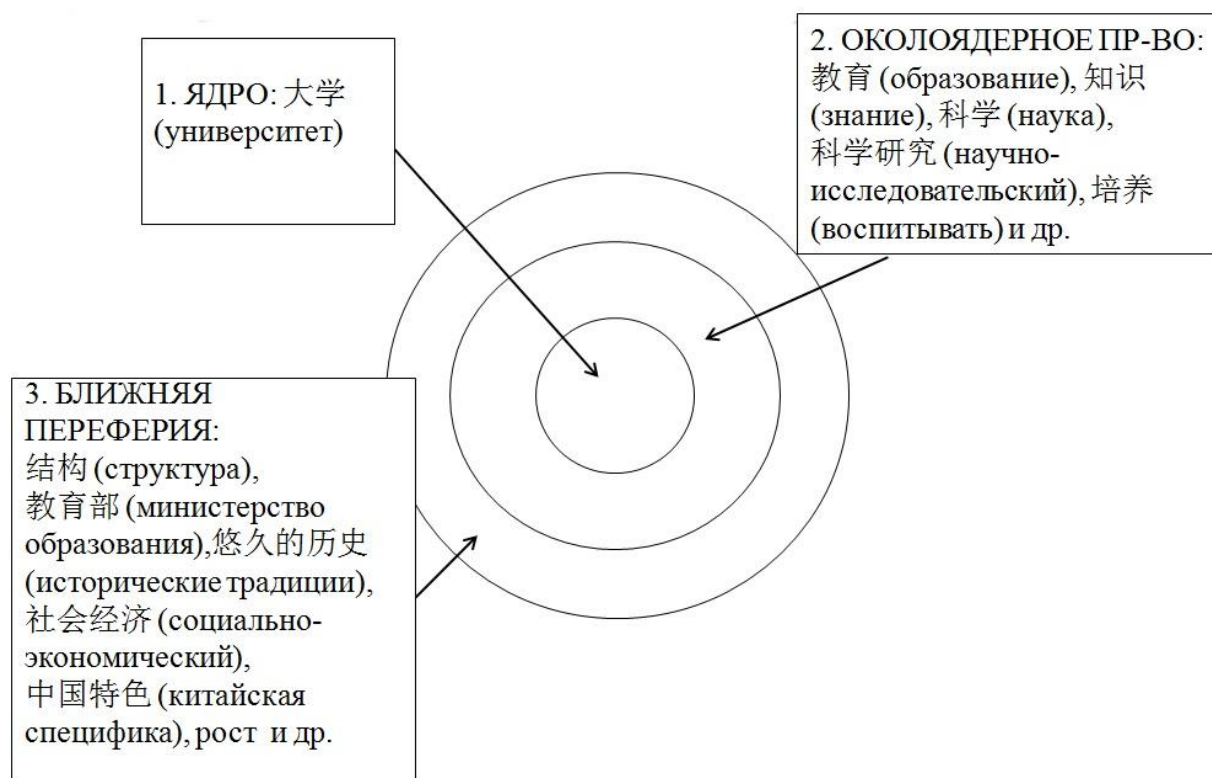 1. ЯДРО: 大学
(университет)
2. ОКОЛОЯДЕРНОЕ ПР-ВО:
教育 (образование), 知识
(знание), 科学 (наука),
科学研究 (научно-
исследовательский), 培养
(воспитывать) и др.
3. БЛИЖНЯЯ
ПЕРЕФЕРИЯ:
结构 (структура),
教育部 (министерство
образования),悠久的历史
(исторические традиции),
社会经济 (социально-
экономический),
中国特色 (китайская
специфика), рост и др.